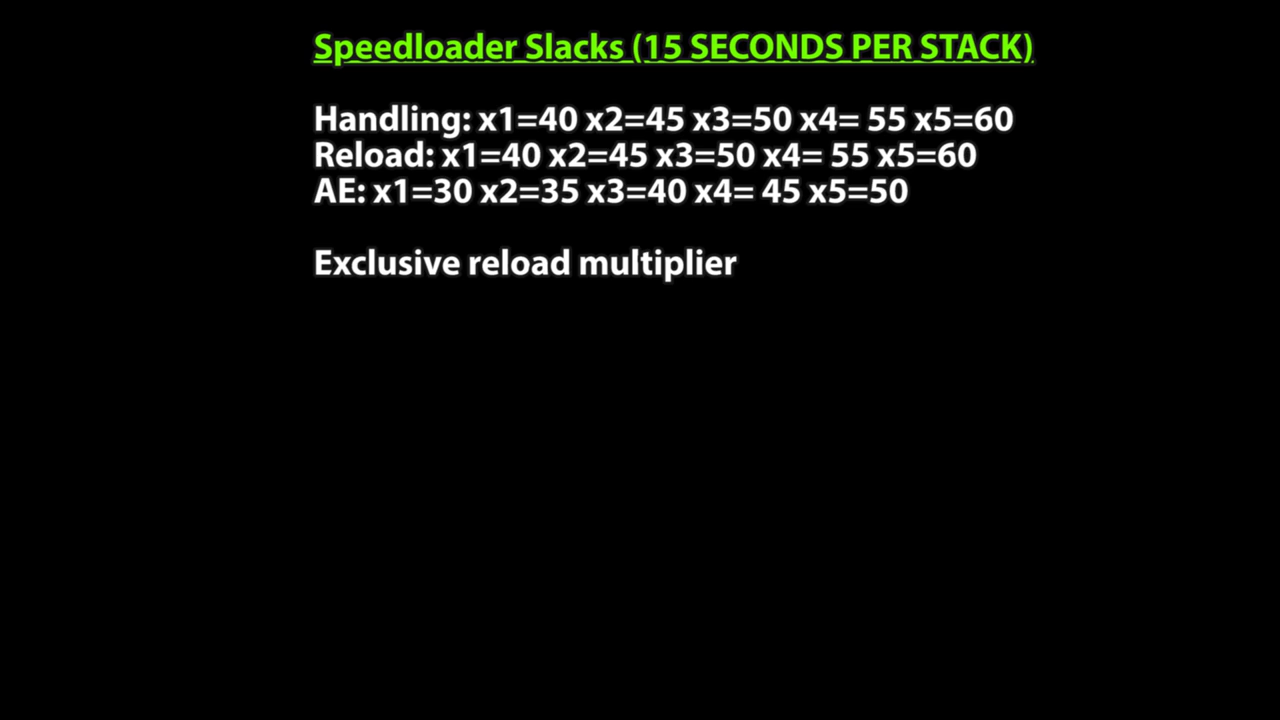 Speedloader Slacks (15 SECONDS PER STACK)
Handling: x1=40 x2=45 x3=50 x4= 55 x5=60
Reload: x1=40 x2=45 x3=50 x4= 55 x5=60
AE: x1=30 x2=35 x3=40 x4= 45 x5=50
Exclusive reload multiplier